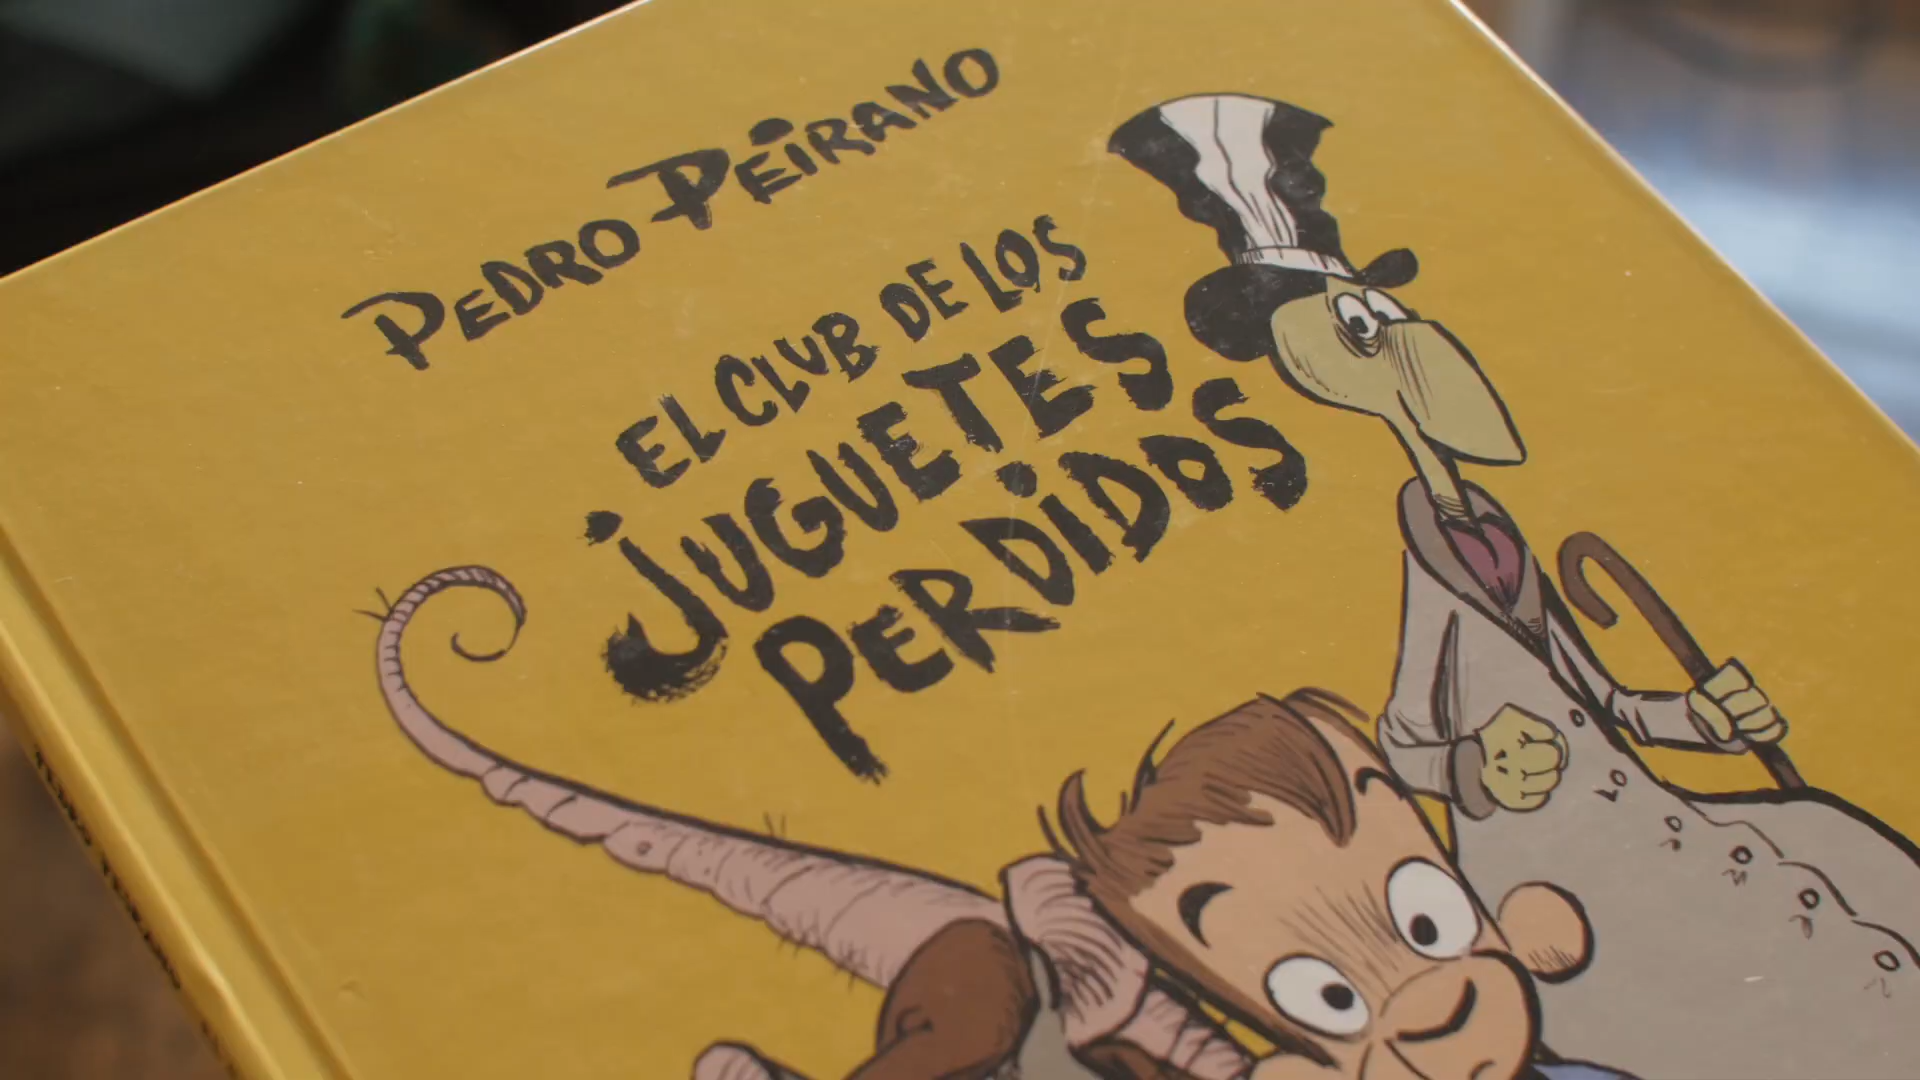 PEDRO PEIRANO
EL CLUB DE LOS
JUGUETES
PERDIDOS